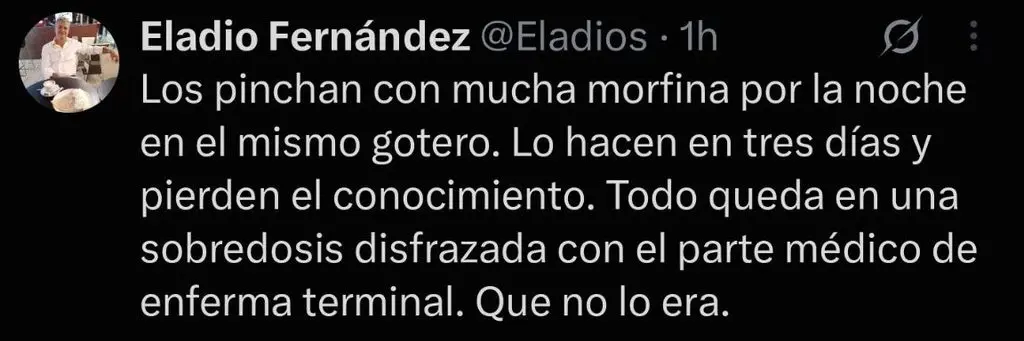 Eladio Fernández @Eladios · 1h
Los pinchan con mucha morfina por la noche
en el mismo gotero. Lo hacen en tres días y
pierden el conocimiento. Todo queda en una
sobredosis disfrazada con el parte médico de
enferma terminal. Que no lo era.